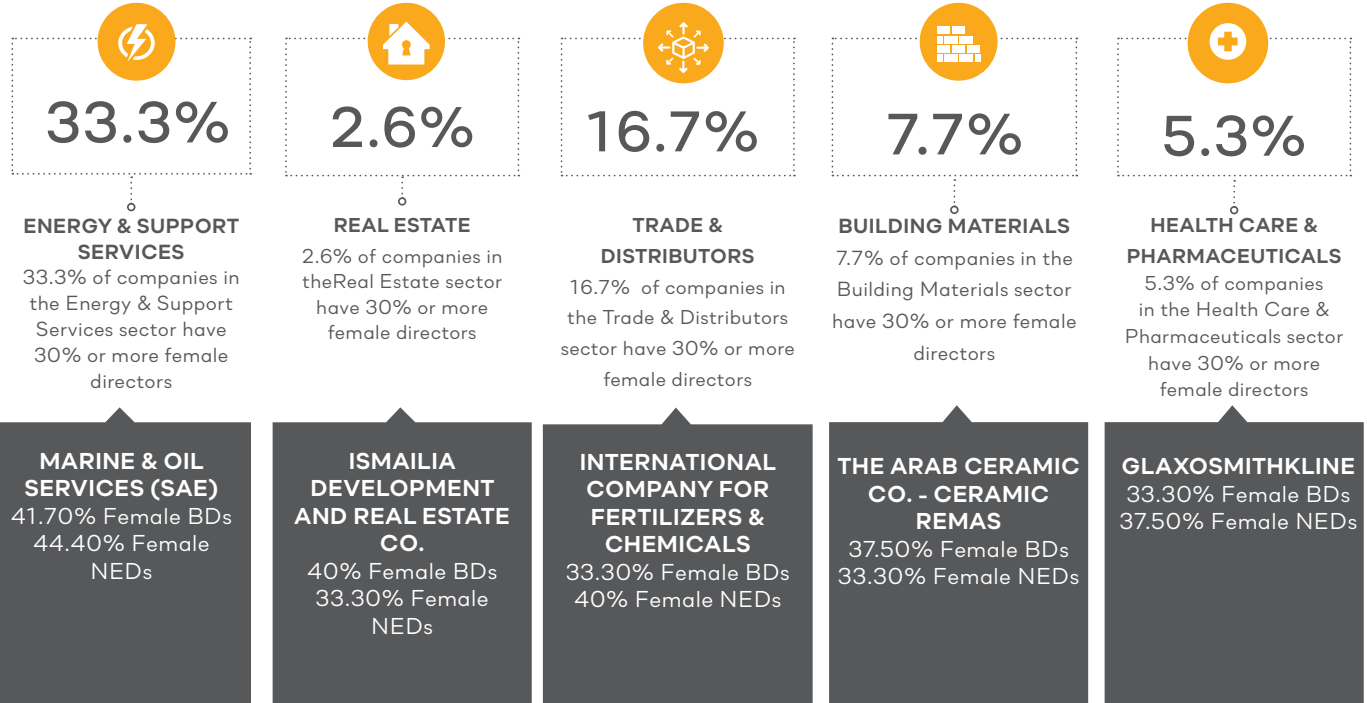 33.3%
ENERGY & SUPPORT
SERVICES
33.3% of companies in
the Energy & Support
Services sector have
30% or more female
directors
MARINE & OIL
SERVICES (SAE)
41.70% Female BDs
44.40% Female
NEDs
2.6%
REAL ESTATE
2.6% of companies in
theReal Estate sector
have 30% or more
female directors
ISMAILIA
DEVELOPMENT
AND REAL ESTATE
CO.
40% Female BDs
33.30% Female
NEDs
16.7%
TRADE &
DISTRIBUTORS
16.7% of companies in
the Trade & Distributors
sector have 30% or more
female directors
INTERNATIONAL
COMPANY FOR
FERTILIZERS &
CHEMICALS
33.30% Female BDs
40% Female NEDs
7.7%
BUILDING MATERIALS
7.7% of companies in the
Building Materials sector
have 30% or more female
directors
THE ARAB CERAMIC
CO. - CERAMIC
REMAS
37.50% Female BDs
33.30% Female NEDs
5.3%
HEALTH CARE &
PHARMACEUTICALS
5.3% of companies
in the Health Care &
Pharmaceuticals sector
have 30% or more
female directors
GLAXOSMITHKLINE
33.30% Female BDs
37.50% Female NEDs